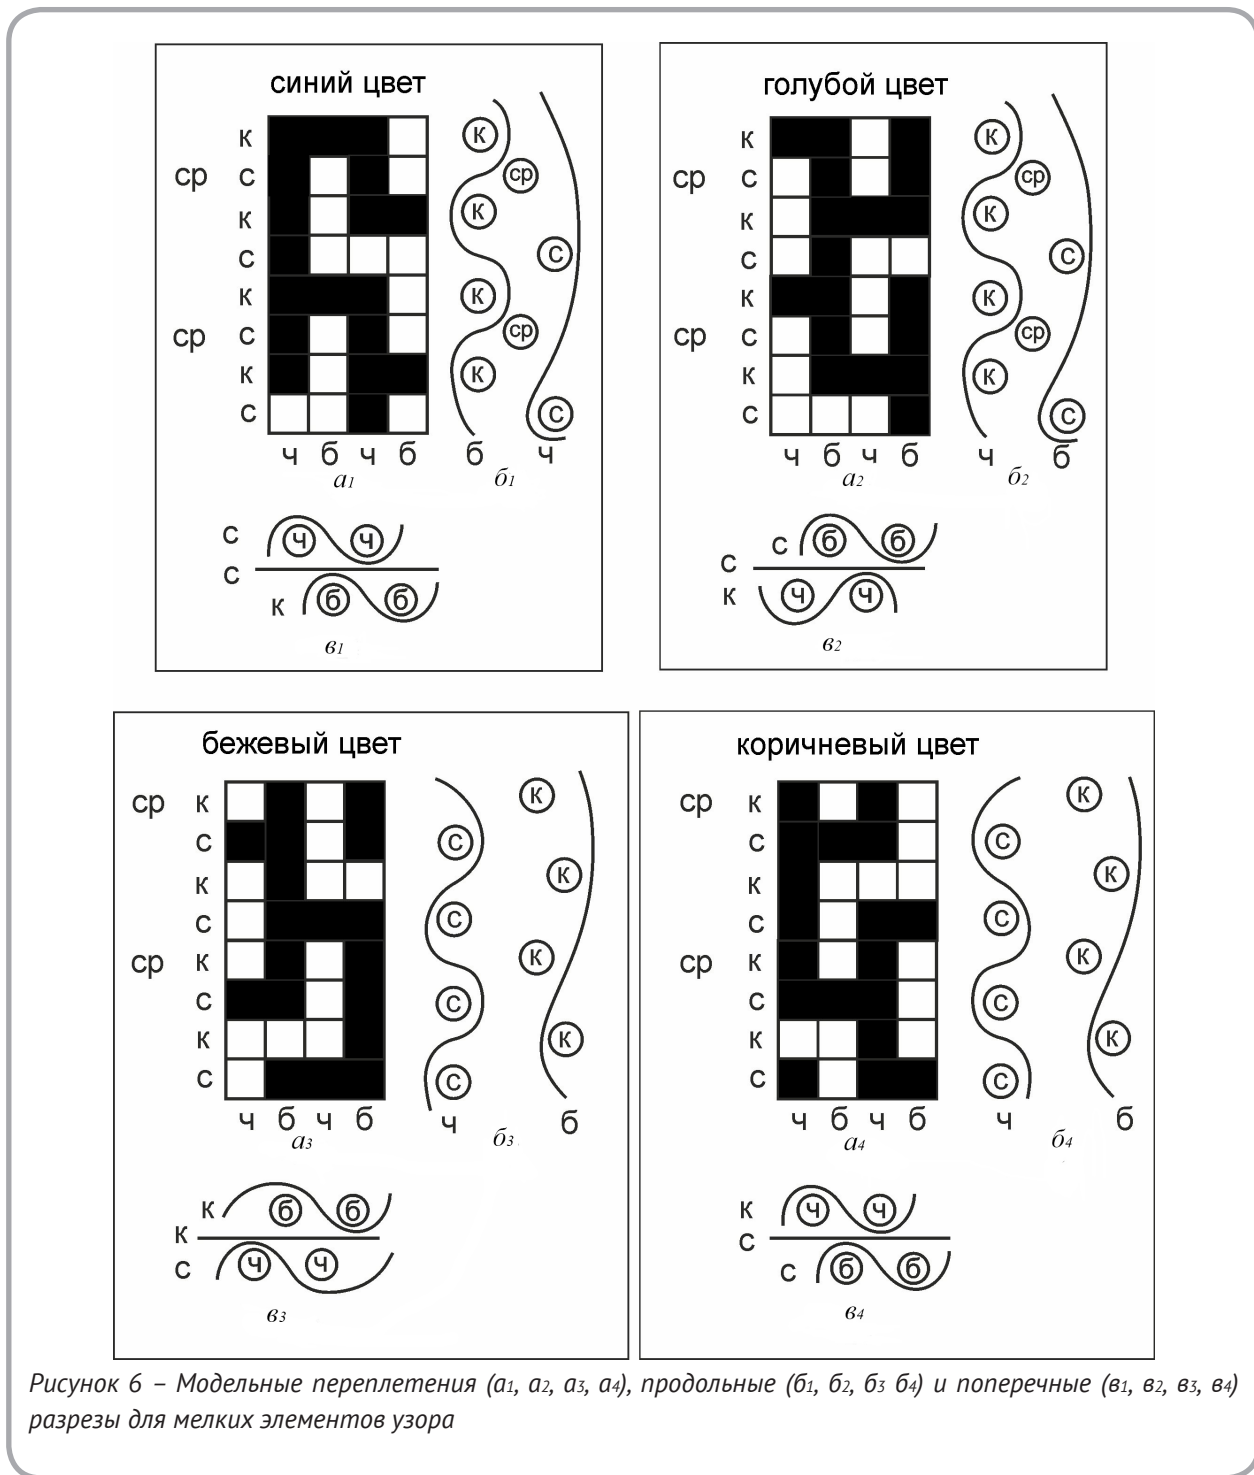 синий цвет
К
ср С
К
С
К
ср С
К
С
ч б ч б
а1
К
ср
К
С
К
ср
К
С
б ч
б1
С ч ч
С
К б б
в1
голубой цвет
К
ср С
К
С
К
ср С
К
С
ч б ч б
а2
К
ср
К
С
К
ср
К
С
ч б
б2
С б б
С
К ч ч
в2
бежевый цвет
ср К
С
К
С
ср К
С
К
С
ч б ч б
а3
К
С
К
С
К
С
К
С
ч б
б3
К б б
К
С ч ч
в3
коричневый цвет
ср К
С
К
С
ср К
С
К
С
ч б ч б
а4
К
С
К
С
К
С
К
С
ч б
б4
К ч ч
С
С б б
в4
Рисунок 6 – Модельные переплетения (а1, а2, а3, а4), продольные (б1, б2, б3 б4) и поперечные (в1, в2, в3, в4)
разрезы для мелких элементов узора